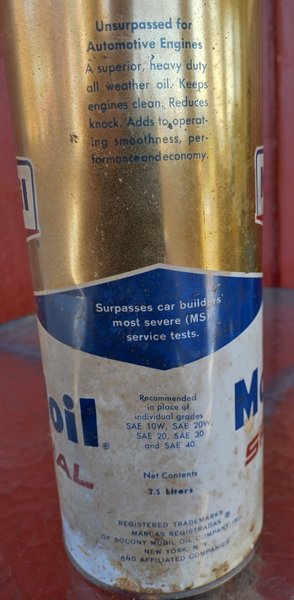 Unsurpassed for
Automotive Engines
A superior, heavy duty
all weather oil. Keeps
engines clean. Reduces
knock. Adds to operat-
ing smoothness, per-
formance and economy.
Surpasses car builders'
most severe (MS)
service tests.
oil®
AL
Mo
S
Recommended
in place of
individual grades
SAE 10W, SAE 20W,
SAE 20, SAE 30
and SAE 40.
Net Contents
2.5 Liters
REGISTERED TRADEMARKS
MARCAS REGISTRADAS
OF SOCONY MOBIL OIL COMPANY, INC.
NEW YORK, N.Y.
AND AFFILIATED COMPANIES